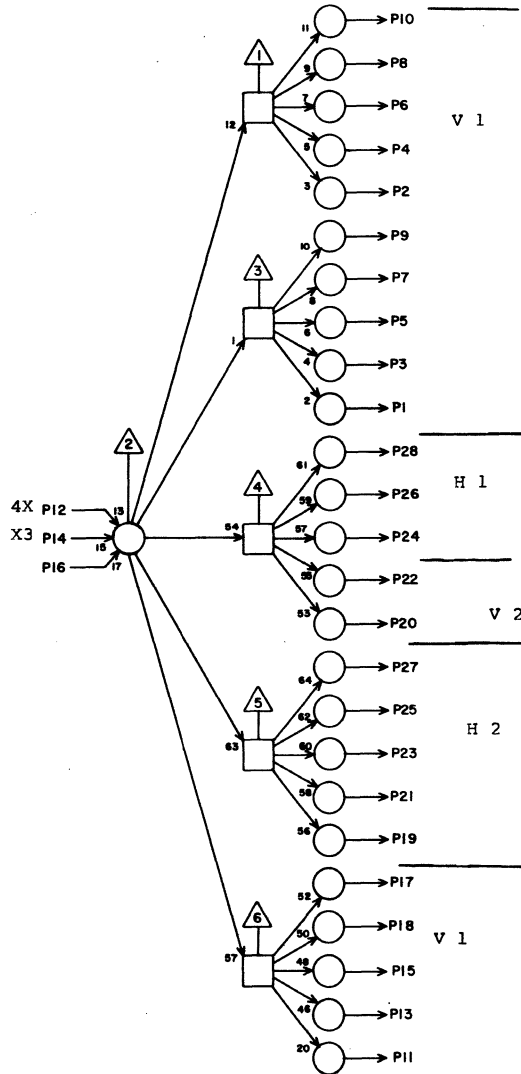 11 P10
1
9 P8
7 P6
12
V 1
5 P4
3 P2
10 P9
3
8 P7
1
6 P5
4 P3
2 P1
2
61 P28
4
59 P26
H 1
4X P12 13
54
57 P24
X3 P14 15
P16 17
55 P22
53 P20
V 2
64 P27
5
62 P25
H 2
63
60 P23
58 P21
56 P19
52 P17
6
50 P18
V 1
57
48 P15
46 P13
20 P11